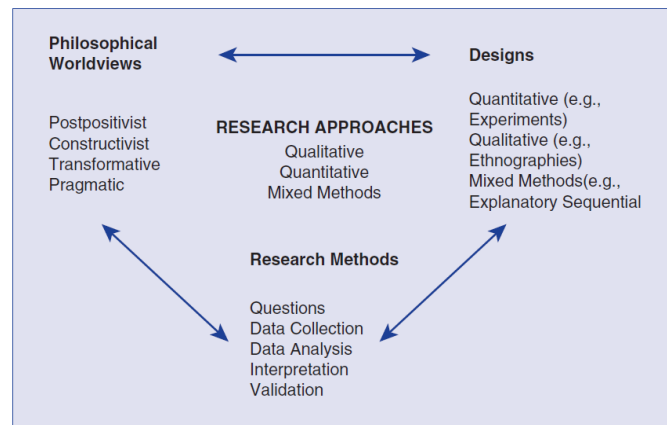 Philosophical
Worldviews
Postpositivist
Constructivist
Transformative
Pragmatic
RESEARCH APPROACHES
Qualitative
Quantitative
Mixed Methods
Designs
Quantitative (e.g.,
Experiments)
Qualitative (e.g.,
Ethnographies)
Mixed Methods(e.g.,
Explanatory Sequential
Research Methods
Questions
Data Collection
Data Analysis
Interpretation
Validation